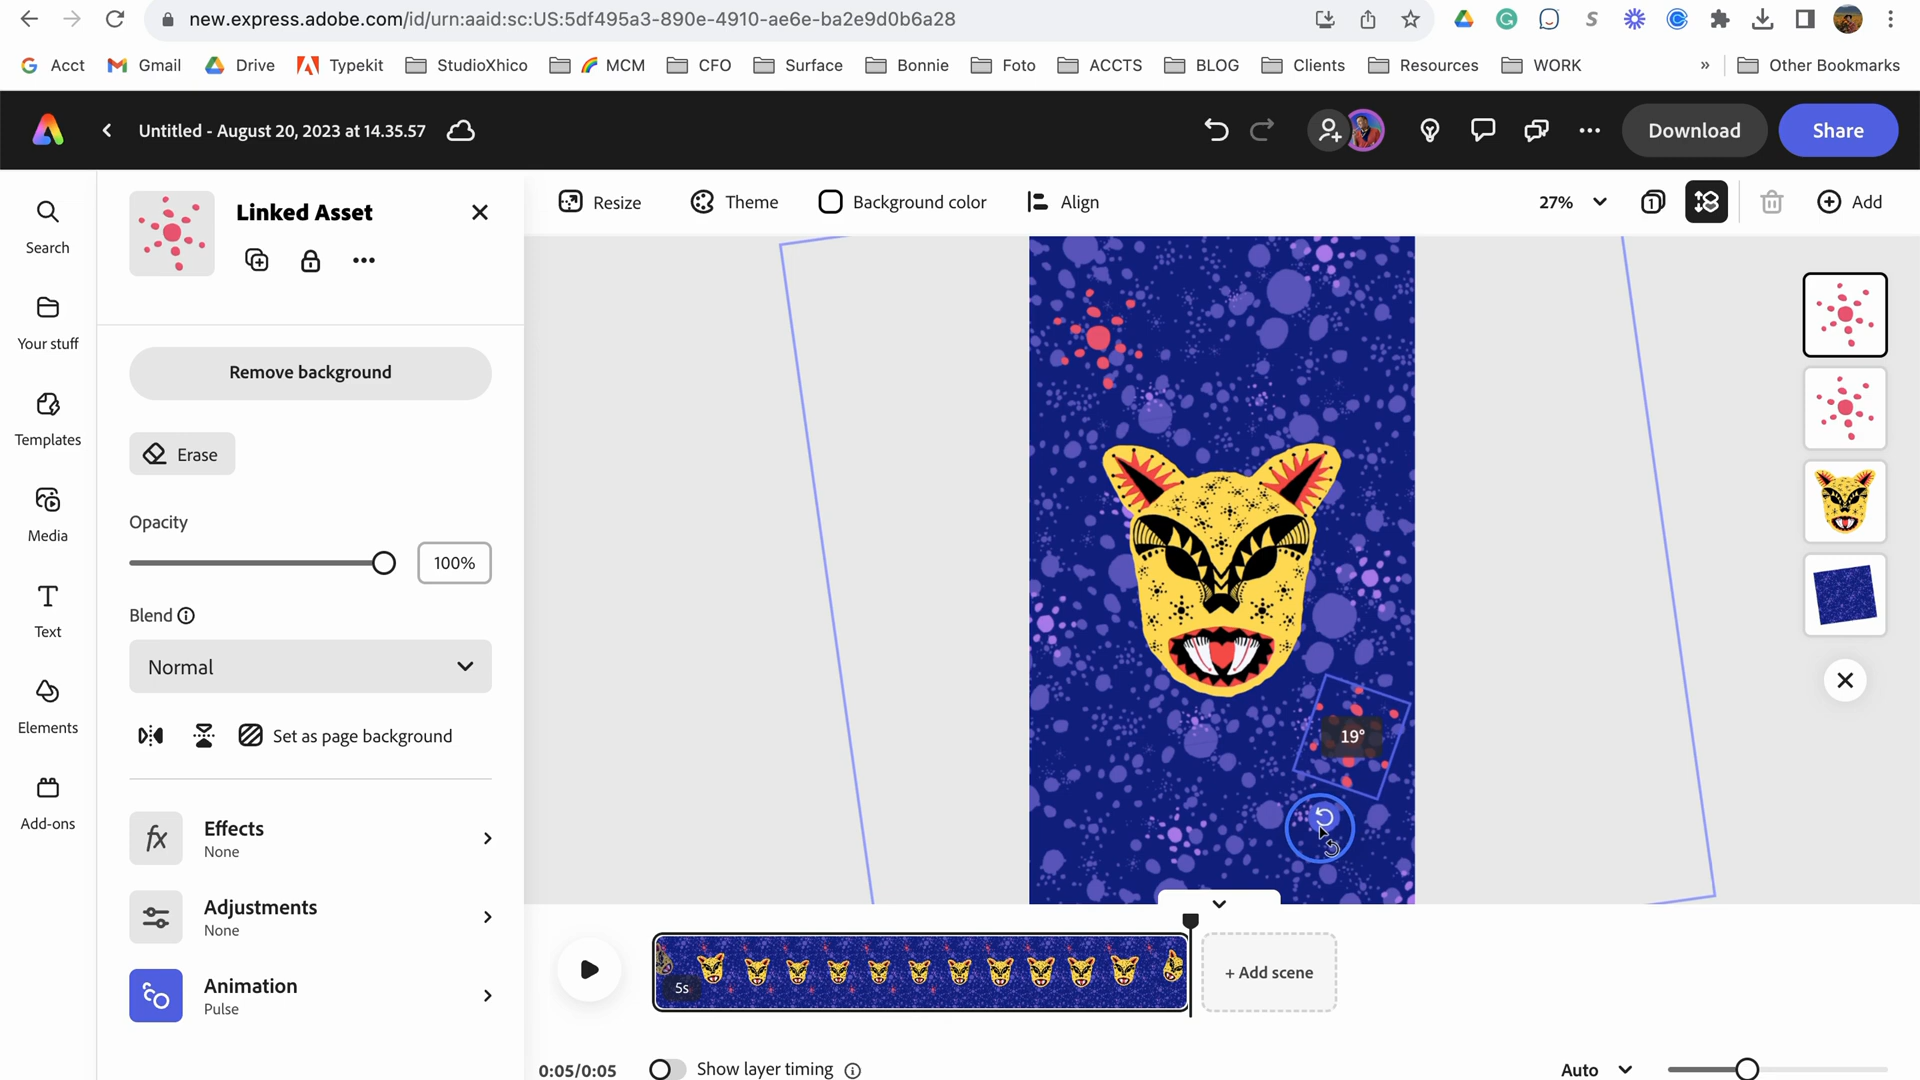 new.express.adobe.com/id/urn:aaid:sc:US:5df495a3-890e-4910-ae6e-ba2e9d0b6a28
Acct Gmail Drive Typekit StudioXhico MCM CFO Surface Bonnie Foto ACCTS BLOG Clients Resources WORK » Other Bookmarks
Untitled - August 20, 2023 at 14.35.57
Download
Share
Search
Your stuff
Templates
Media
Text
Elements
Add-ons
Linked Asset
Remove background
Erase
Opacity
100%
Blend
Normal
Set as page background
Effects
None
Adjustments
None
Animation
Pulse
Resize Theme Background color Align
27%
1
Add
19°
5s
+ Add scene
0:05/0:05
Show layer timing
Auto